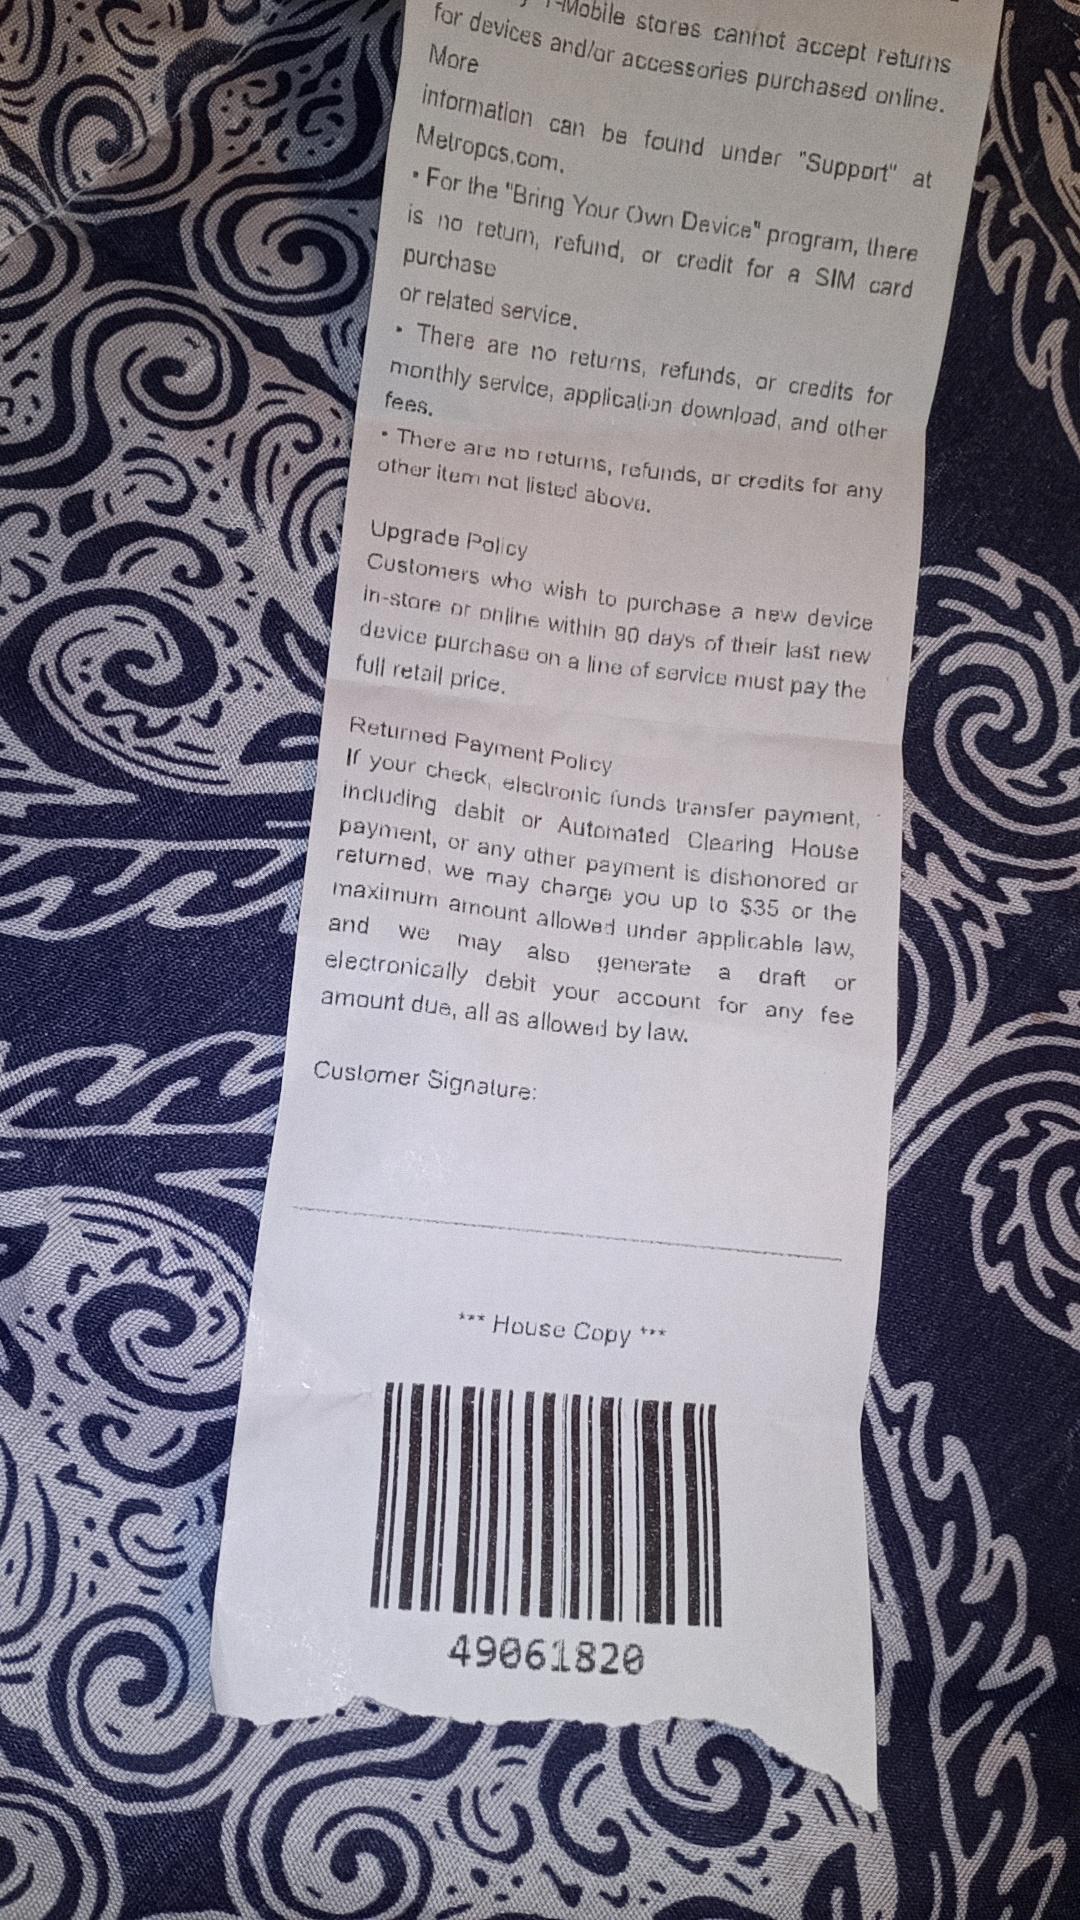 T-Mobile stores cannot accept returns
for devices and/or accessories purchased online.
More
information can be found under "Support" at
Metropcs.com.
• For the "Bring Your Own Device" program, there
is no return, refund, or credit for a SIM card
purchase
or related service.
• There are no returns, refunds, or credits for
monthly service, application download, and other
fees.
• There are no returns, refunds, or credits for any
other item not listed above.
Upgrade Policy
Customers who wish to purchase a new device
in-store or online within 90 days of their last new
device purchase on a line of service must pay the
full retail price.
Returned Payment Policy
If your check, electronic funds transfer payment,
including debit or Automated Clearing House
payment, or any other payment is dishonored or
returned, we may charge you up to $35 or the
maximum amount allowed under applicable law,
and we may also generate a draft or
electronically debit your account for any fee
amount due, all as allowed by law.
Customer Signature:
*** House Copy ***
49061820